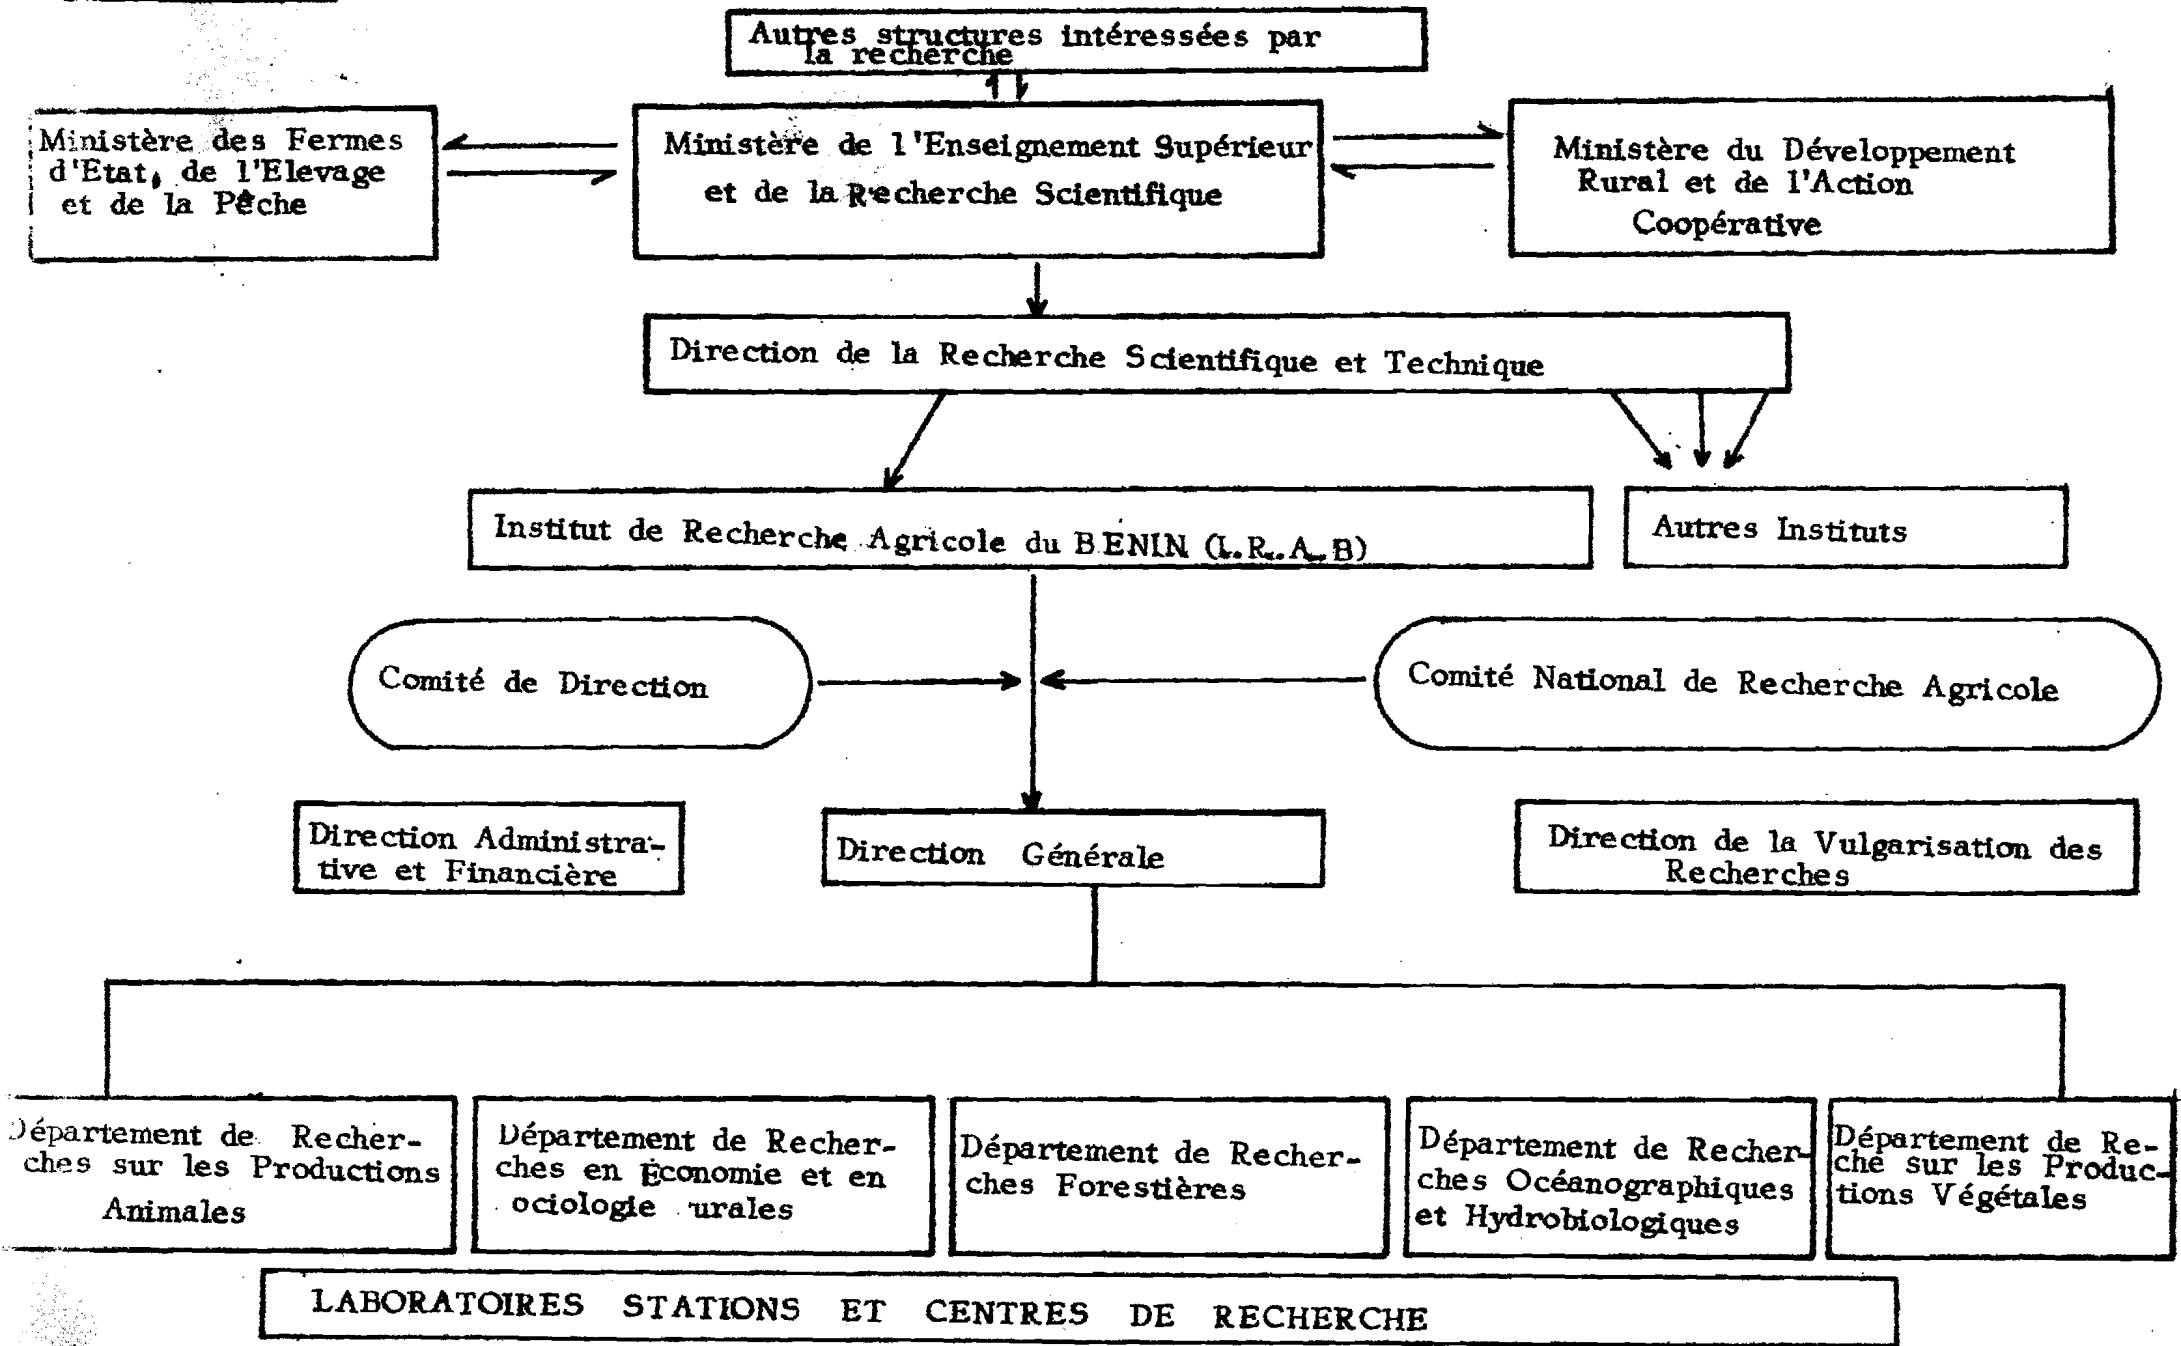 Autres structures intéressées par
la recherche
Ministère des Fermes
d'Etat, de l'Elevage
et de la Pêche
Ministère de l'Enseignement Supérieur
et de la Recherche Scientifique
Ministère du Développement
Rural et de l'Action
Coopérative
Direction de la Recherche Scientifique et Technique
Institut de Recherche Agricole du BENIN (I.R.A.B)
Autres Instituts
Comité de Direction
Comité National de Recherche Agricole
Direction Administra-
tive et Financière
Direction Générale
Direction de la Vulgarisation des
Recherches
Département de Recher-
ches sur les Productions
Animales
Département de Recher-
ches en Économie et en
ociologie urales
Département de Recher-
ches Forestières
Département de Recher-
ches Océanographiques
et Hydrobiologiques
Département de Re-
che sur les Produc-
tions Végétales
LABORATOIRES STATIONS ET CENTRES DE RECHERCHE